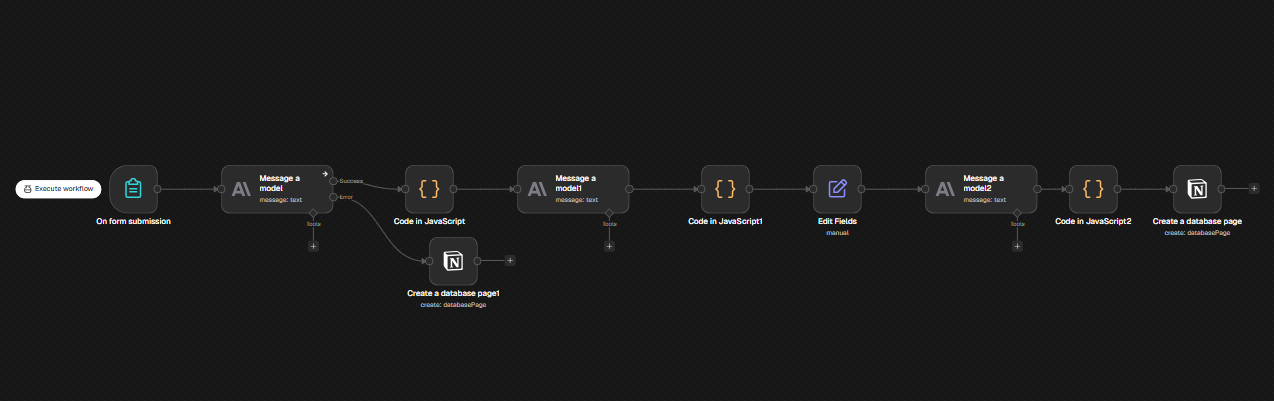 Execute workflow
On form submission
Message a
model
message: text
Success
Error
Tools
+
Code in JavaScript
Create a database page1
create: databasePage
+
Message a
model1
message: text
Tools
+
Code in JavaScript1
Edit Fields
manual
Message a
model2
message: text
Tools
+
Code in JavaScript2
Create a database page
create: databasePage
+